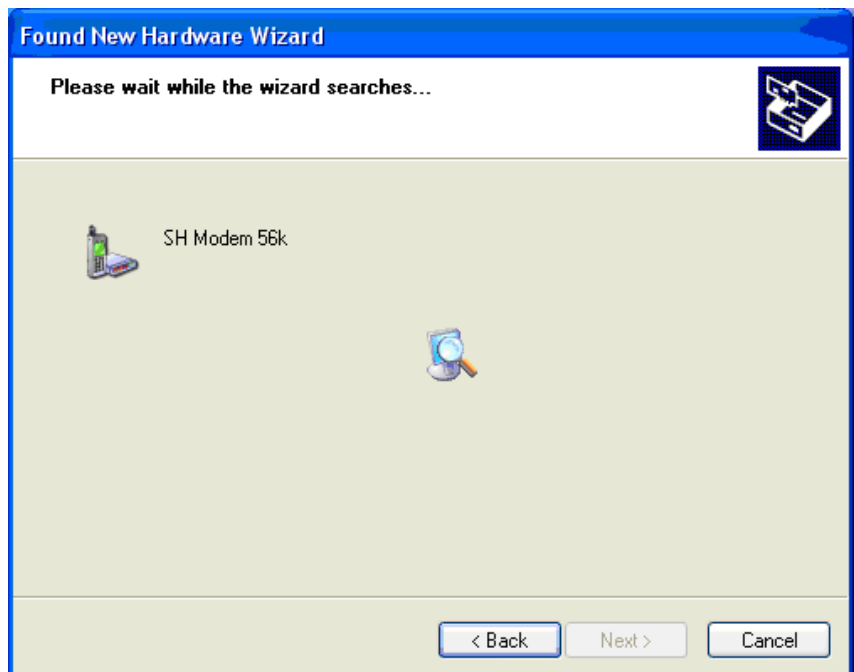 Found New Hardware Wizard
Please wait while the wizard searches...
SH Modem 56k
< Back
Next >
Cancel